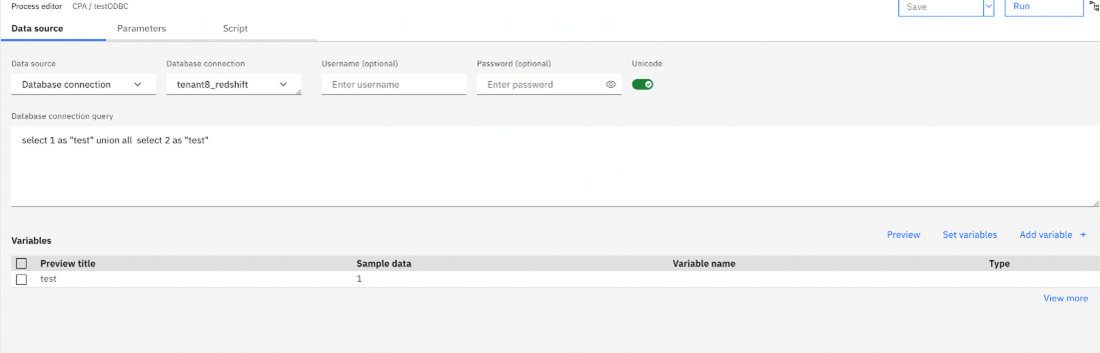 Process editor CPA / testODBC Save Run
Data source Parameters Script
Data source Database connection Username (optional) Password (optional) Unicode
Database connection tenant8_redshift Enter username Enter password
Database connection query
select 1 as "test" union all  select 2 as "test"
Variables Preview Set variables Add variable +
Preview title Sample data Variable name Type
test 1
View more